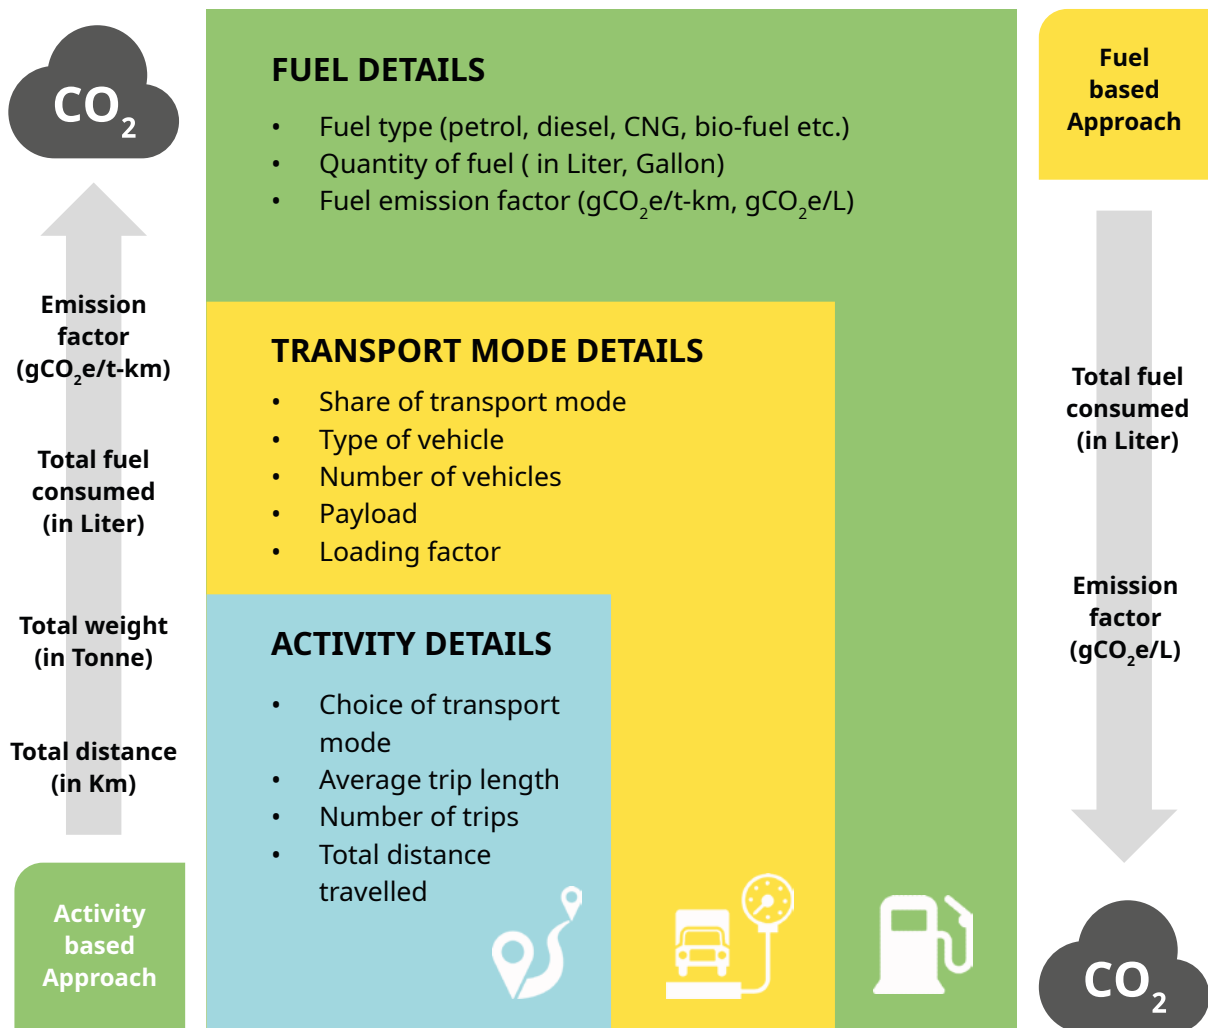 CO2
Emission
factor
(gCO2e/t-km)
Total fuel
consumed
(in Liter)
Total weight
(in Tonne)
Total distance
(in Km)
Activity
based
Approach
FUEL DETAILS
• Fuel type (petrol, diesel, CNG, bio-fuel etc.)
• Quantity of fuel ( in Liter, Gallon)
• Fuel emission factor (gCO2e/t-km, gCO2e/L)
TRANSPORT MODE DETAILS
• Share of transport mode
• Type of vehicle
• Number of vehicles
• Payload
• Loading factor
ACTIVITY DETAILS
• Choice of transport
mode
• Average trip length
• Number of trips
• Total distance
travelled
Fuel
based
Approach
Total fuel
consumed
(in Liter)
Emission
factor
(gCO2e/L)
CO2